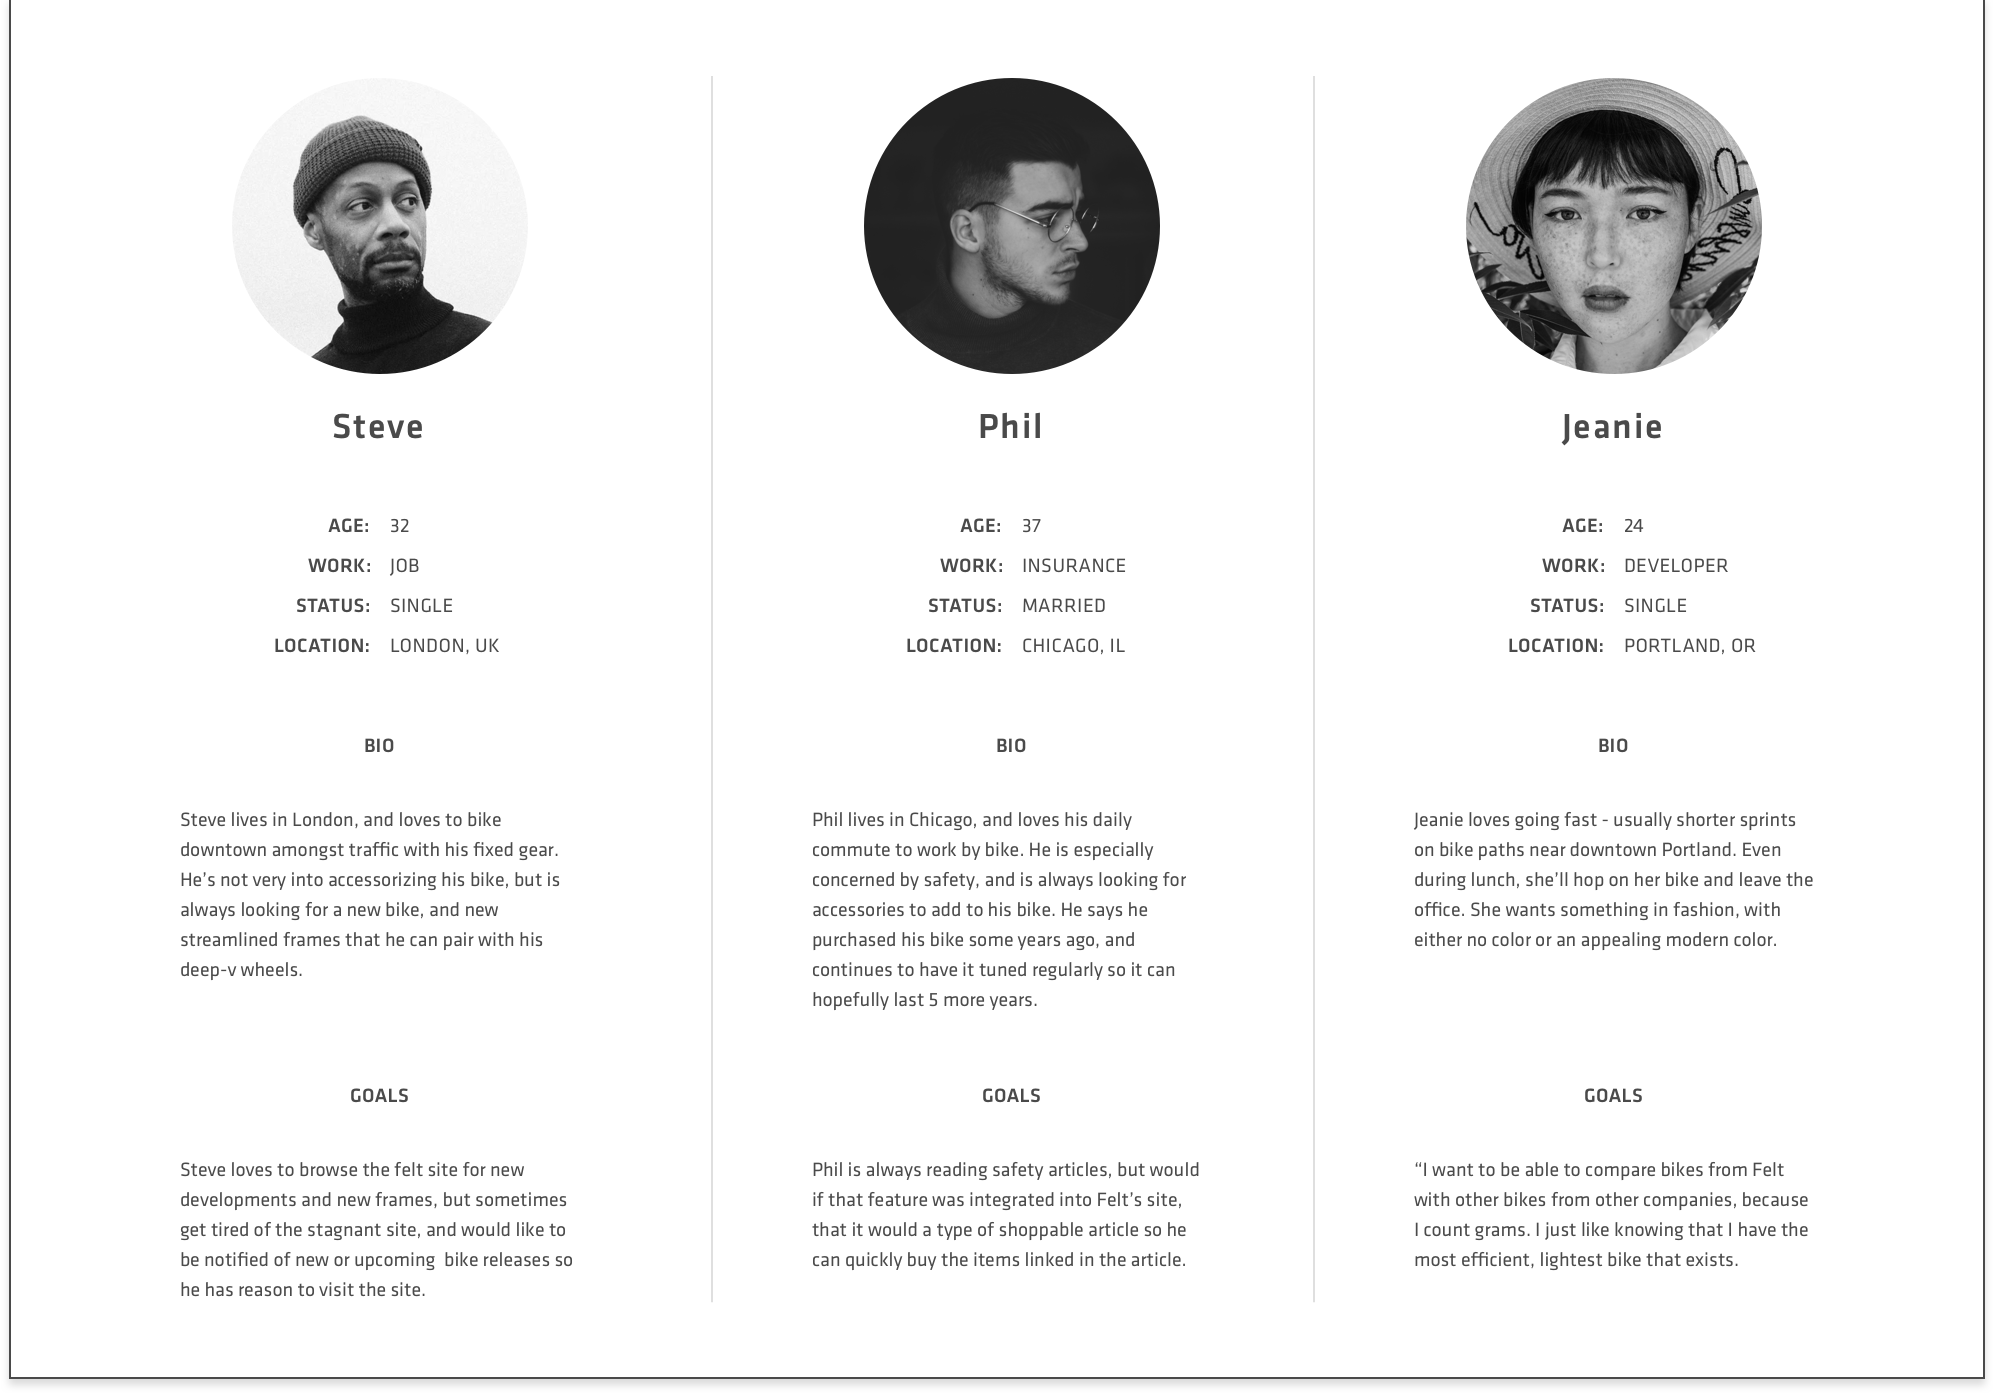 Steve
AGE: 32
WORK: JOB
STATUS: SINGLE
LOCATION: LONDON, UK
BIO
Steve lives in London, and loves to bike
downtown amongst traffic with his fixed gear.
He’s not very into accessorizing his bike, but is
always looking for a new bike, and new
streamlined frames that he can pair with his
deep-v wheels.
GOALS
Steve loves to browse the felt site for new
developments and new frames, but sometimes
get tired of the stagnant site, and would like to
be notified of new or upcoming  bike releases so
he has reason to visit the site.
Phil
AGE: 37
WORK: INSURANCE
STATUS: MARRIED
LOCATION: CHICAGO, IL
BIO
Phil lives in Chicago, and loves his daily
commute to work by bike. He is especially
concerned by safety, and is always looking for
accessories to add to his bike. He says he
purchased his bike some years ago, and
continues to have it tuned regularly so it can
hopefully last 5 more years.
GOALS
Phil is always reading safety articles, but would
if that feature was integrated into Felt’s site,
that it would a type of shoppable article so he
can quickly buy the items linked in the article.
Jeanie
AGE: 24
WORK: DEVELOPER
STATUS: SINGLE
LOCATION: PORTLAND, OR
BIO
Jeanie loves going fast - usually shorter sprints
on bike paths near downtown Portland. Even
during lunch, she’ll hop on her bike and leave the
office. She wants something in fashion, with
either no color or an appealing modern color.
GOALS
“I want to be able to compare bikes from Felt
with other bikes from other companies, because
I count grams. I just like knowing that I have the
most efficient, lightest bike that exists.